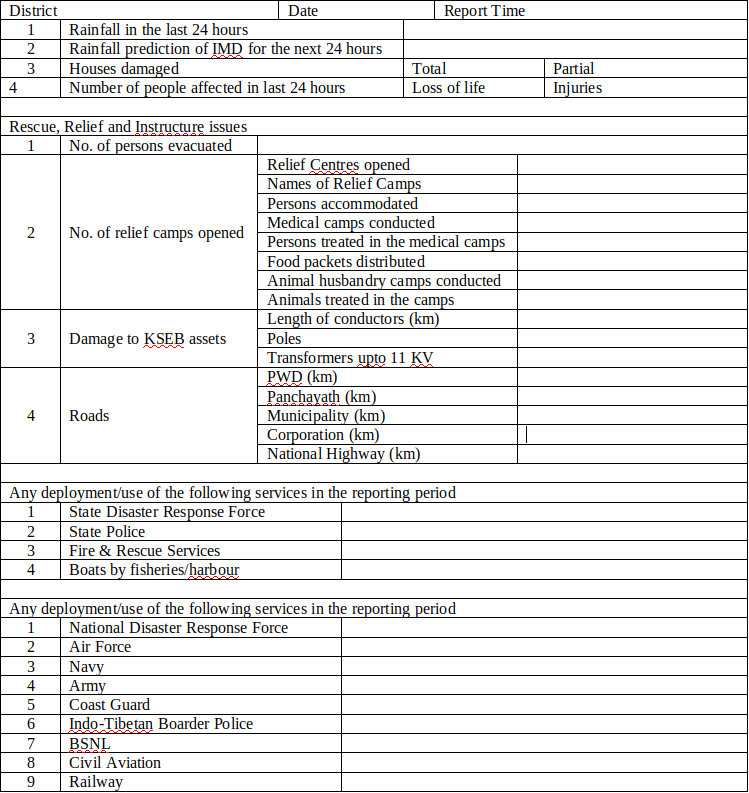 District Date Report Time
1 Rainfall in the last 24 hours
2 Rainfall prediction of IMD for the next 24 hours
3 Houses damaged Total Partial
4 Number of people affected in last 24 hours Loss of life Injuries
Rescue, Relief and Instructure issues
1 No. of persons evacuated
2 No. of relief camps opened
Relief Centres opened
Names of Relief Camps
Persons accommodated
Medical camps conducted
Persons treated in the medical camps
Food packets distributed
Animal husbandry camps conducted
Animals treated in the camps
3 Damage to KSEB assets
Length of conductors (km)
Poles
Transformers upto 11 KV
4 Roads
PWD (km)
Panchayath (km)
Municipality (km)
Corporation (km)
National Highway (km)
Any deployment/use of the following services in the reporting period
1 State Disaster Response Force
2 State Police
3 Fire & Rescue Services
4 Boats by fisheries/harbour
Any deployment/use of the following services in the reporting period
1 National Disaster Response Force
2 Air Force
3 Navy
4 Army
5 Coast Guard
6 Indo-Tibetan Boarder Police
7 BSNL
8 Civil Aviation
9 Railway